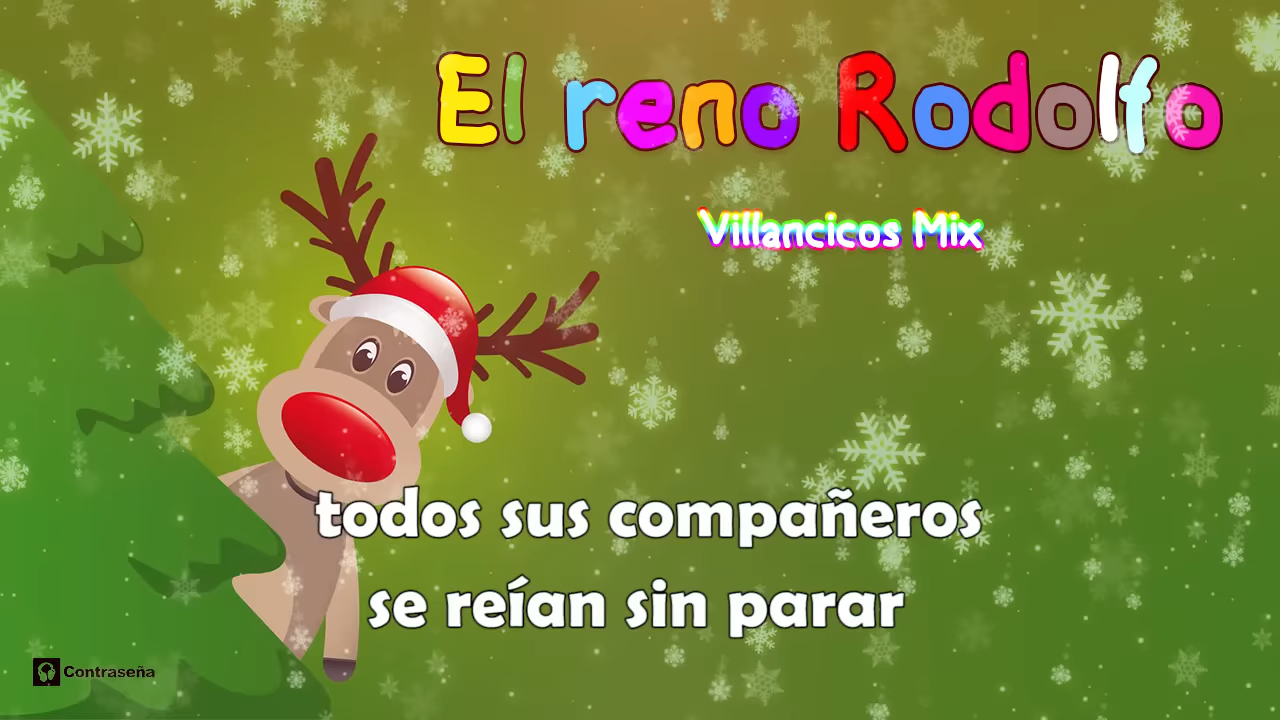 El reno Rodolfo
Villancicos Mix
todos sus compañeros
se reían sin parar
Contraseña